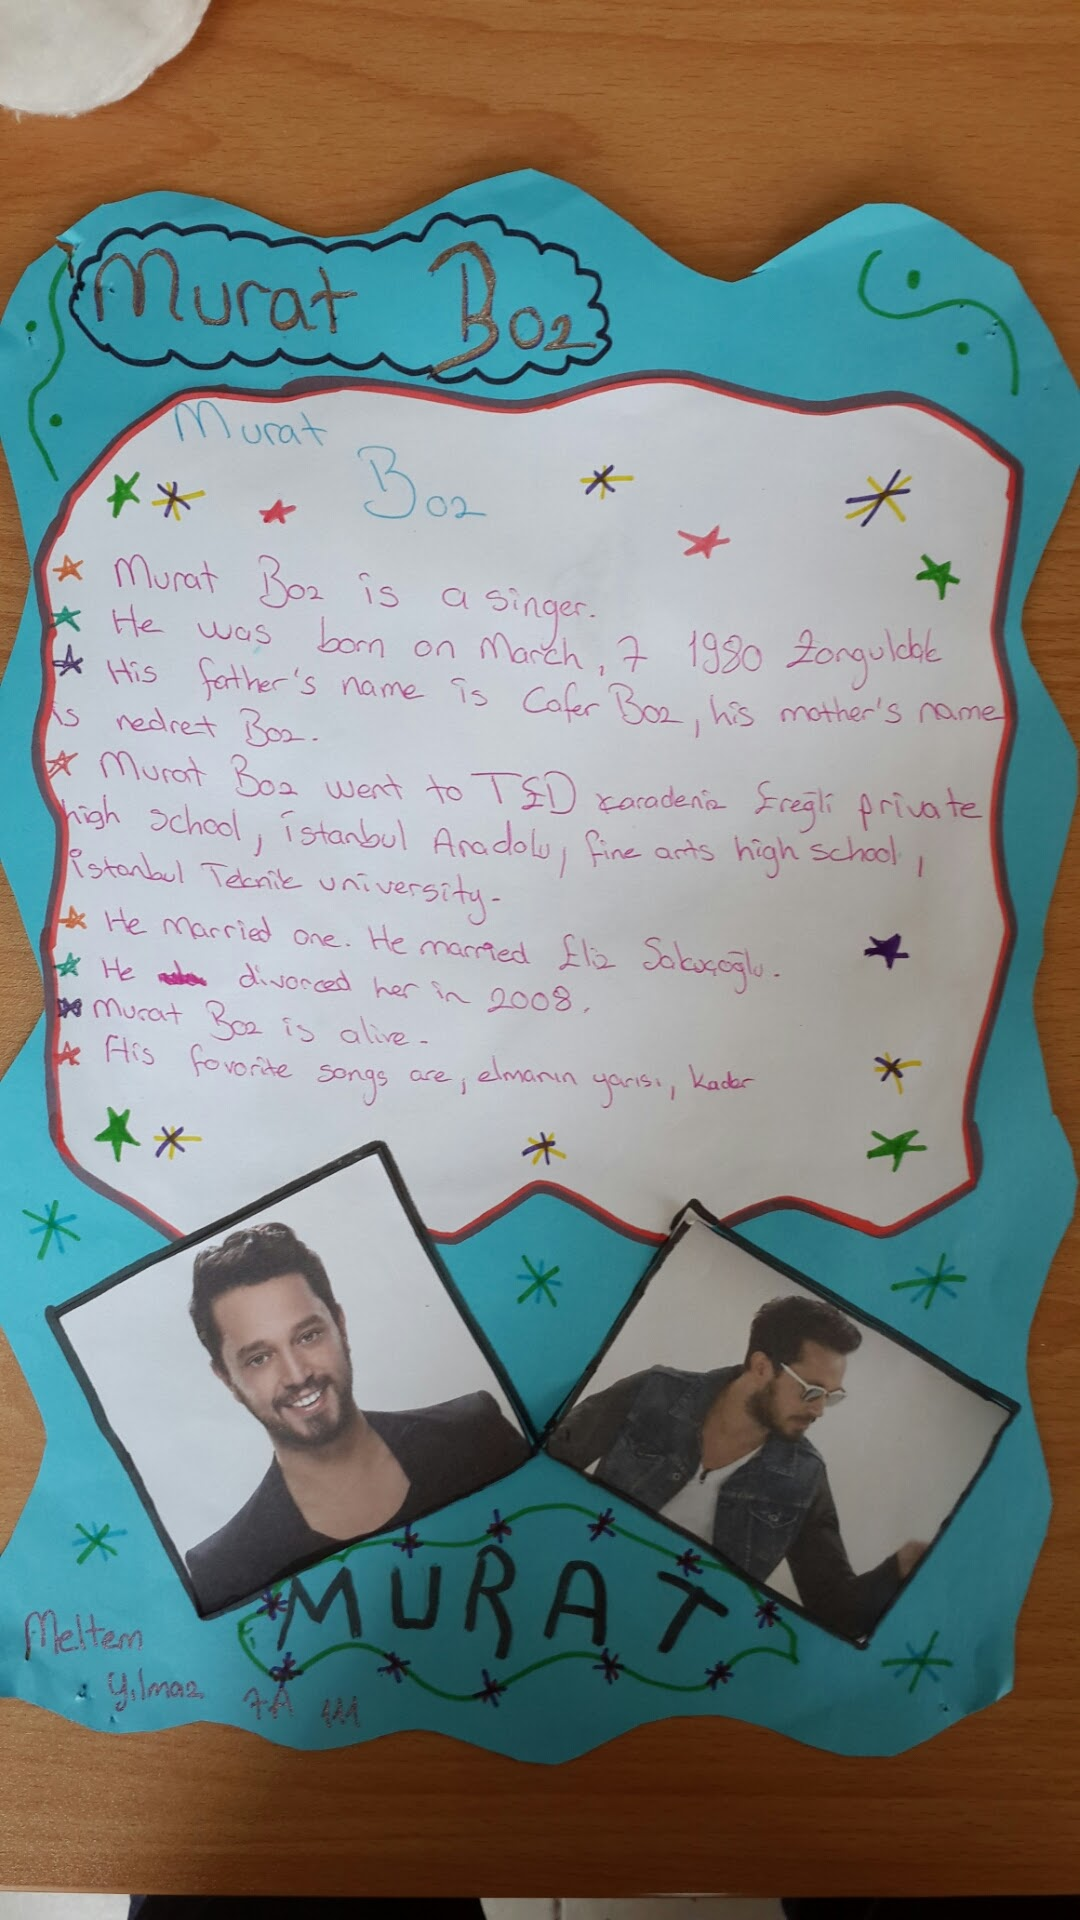 Murat Boz
Murat
Boz
Murat Boz is a singer.
He was born on March, 7 1980 Zonguldak
His father's name is Cafer Boz, his mother's name
is nedret Boz.
Murat Boz went to TED Karadeniz Ereğli private
high school, istanbul Anadolu, fine arts high school,
istanbul Teknik university.
He married one. He married Eliz Sakuçoğlu.
He divorced her in 2008.
Murat Boz is alive.
His favorite songs are, elmanın yarısı, kader
MURAT
Meltem
Yılmaz 7A